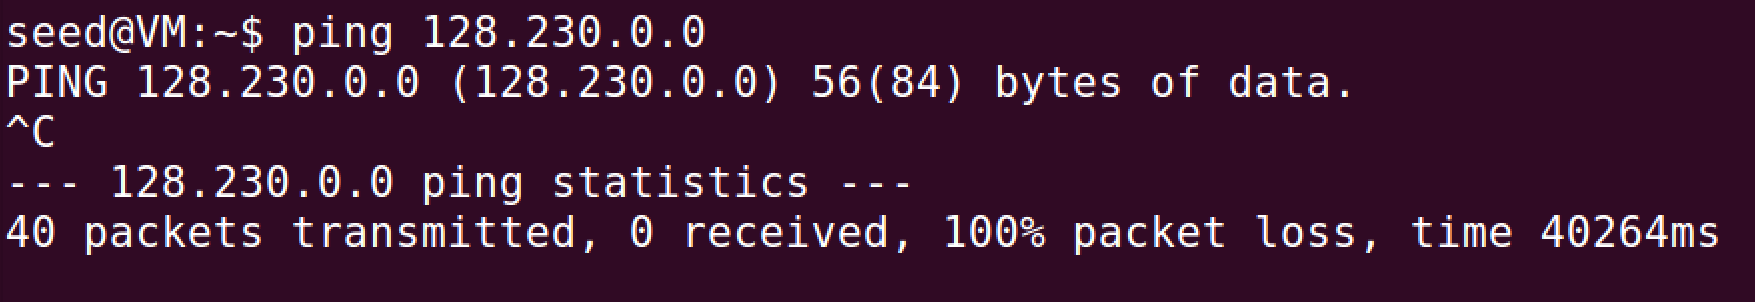 seed@VM:~$ ping 128.230.0.0
PING 128.230.0.0 (128.230.0.0) 56(84) bytes of data.
^C
--- 128.230.0.0 ping statistics ---
40 packets transmitted, 0 received, 100% packet loss, time 40264ms